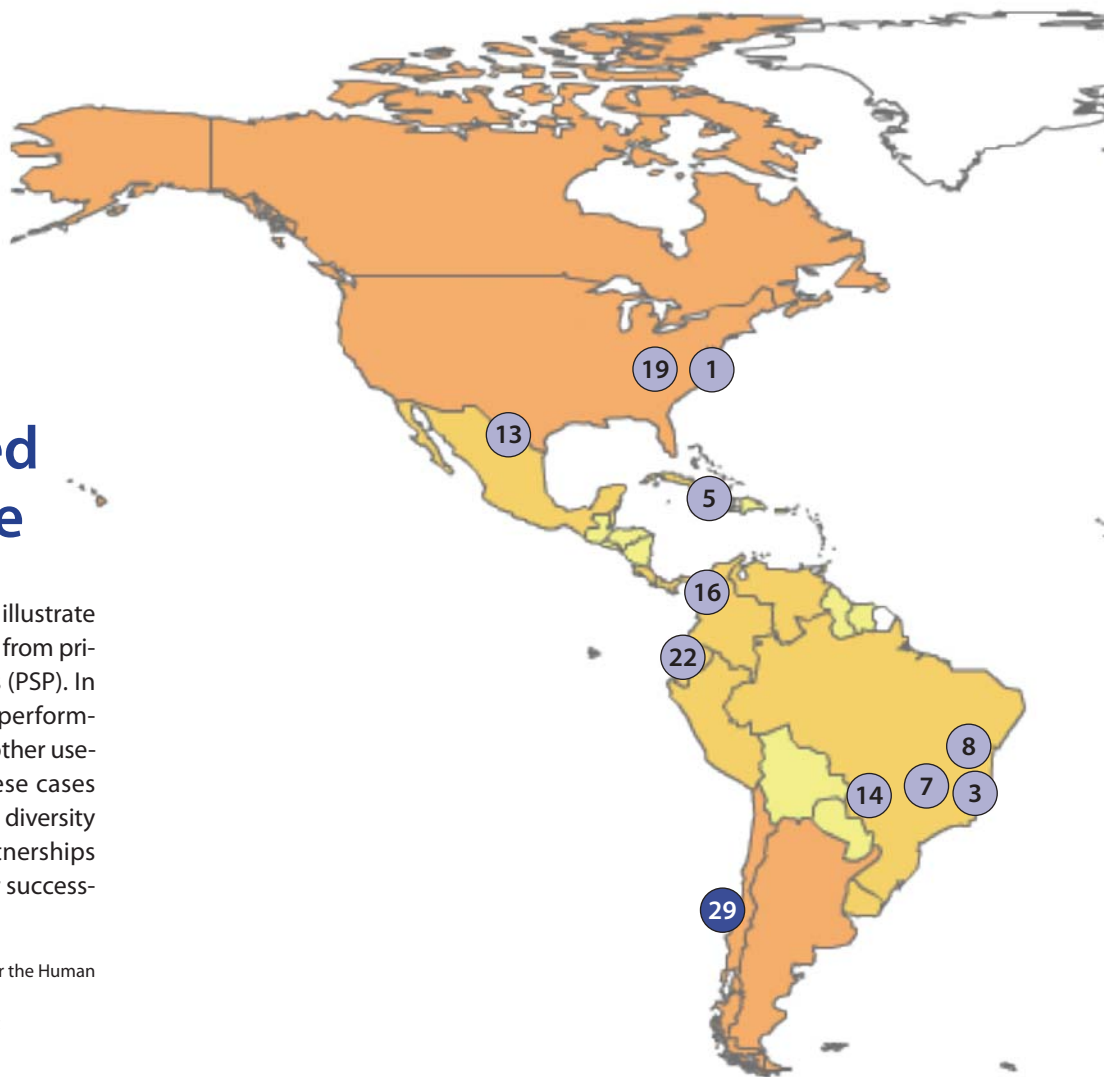 19
1
13
ed
5
e
16
illustrate
from pri-
22
(PSP). In
perform-
other use-
8
ese cases
7
3
14
diversity
tnerships
success-
29
r the Human